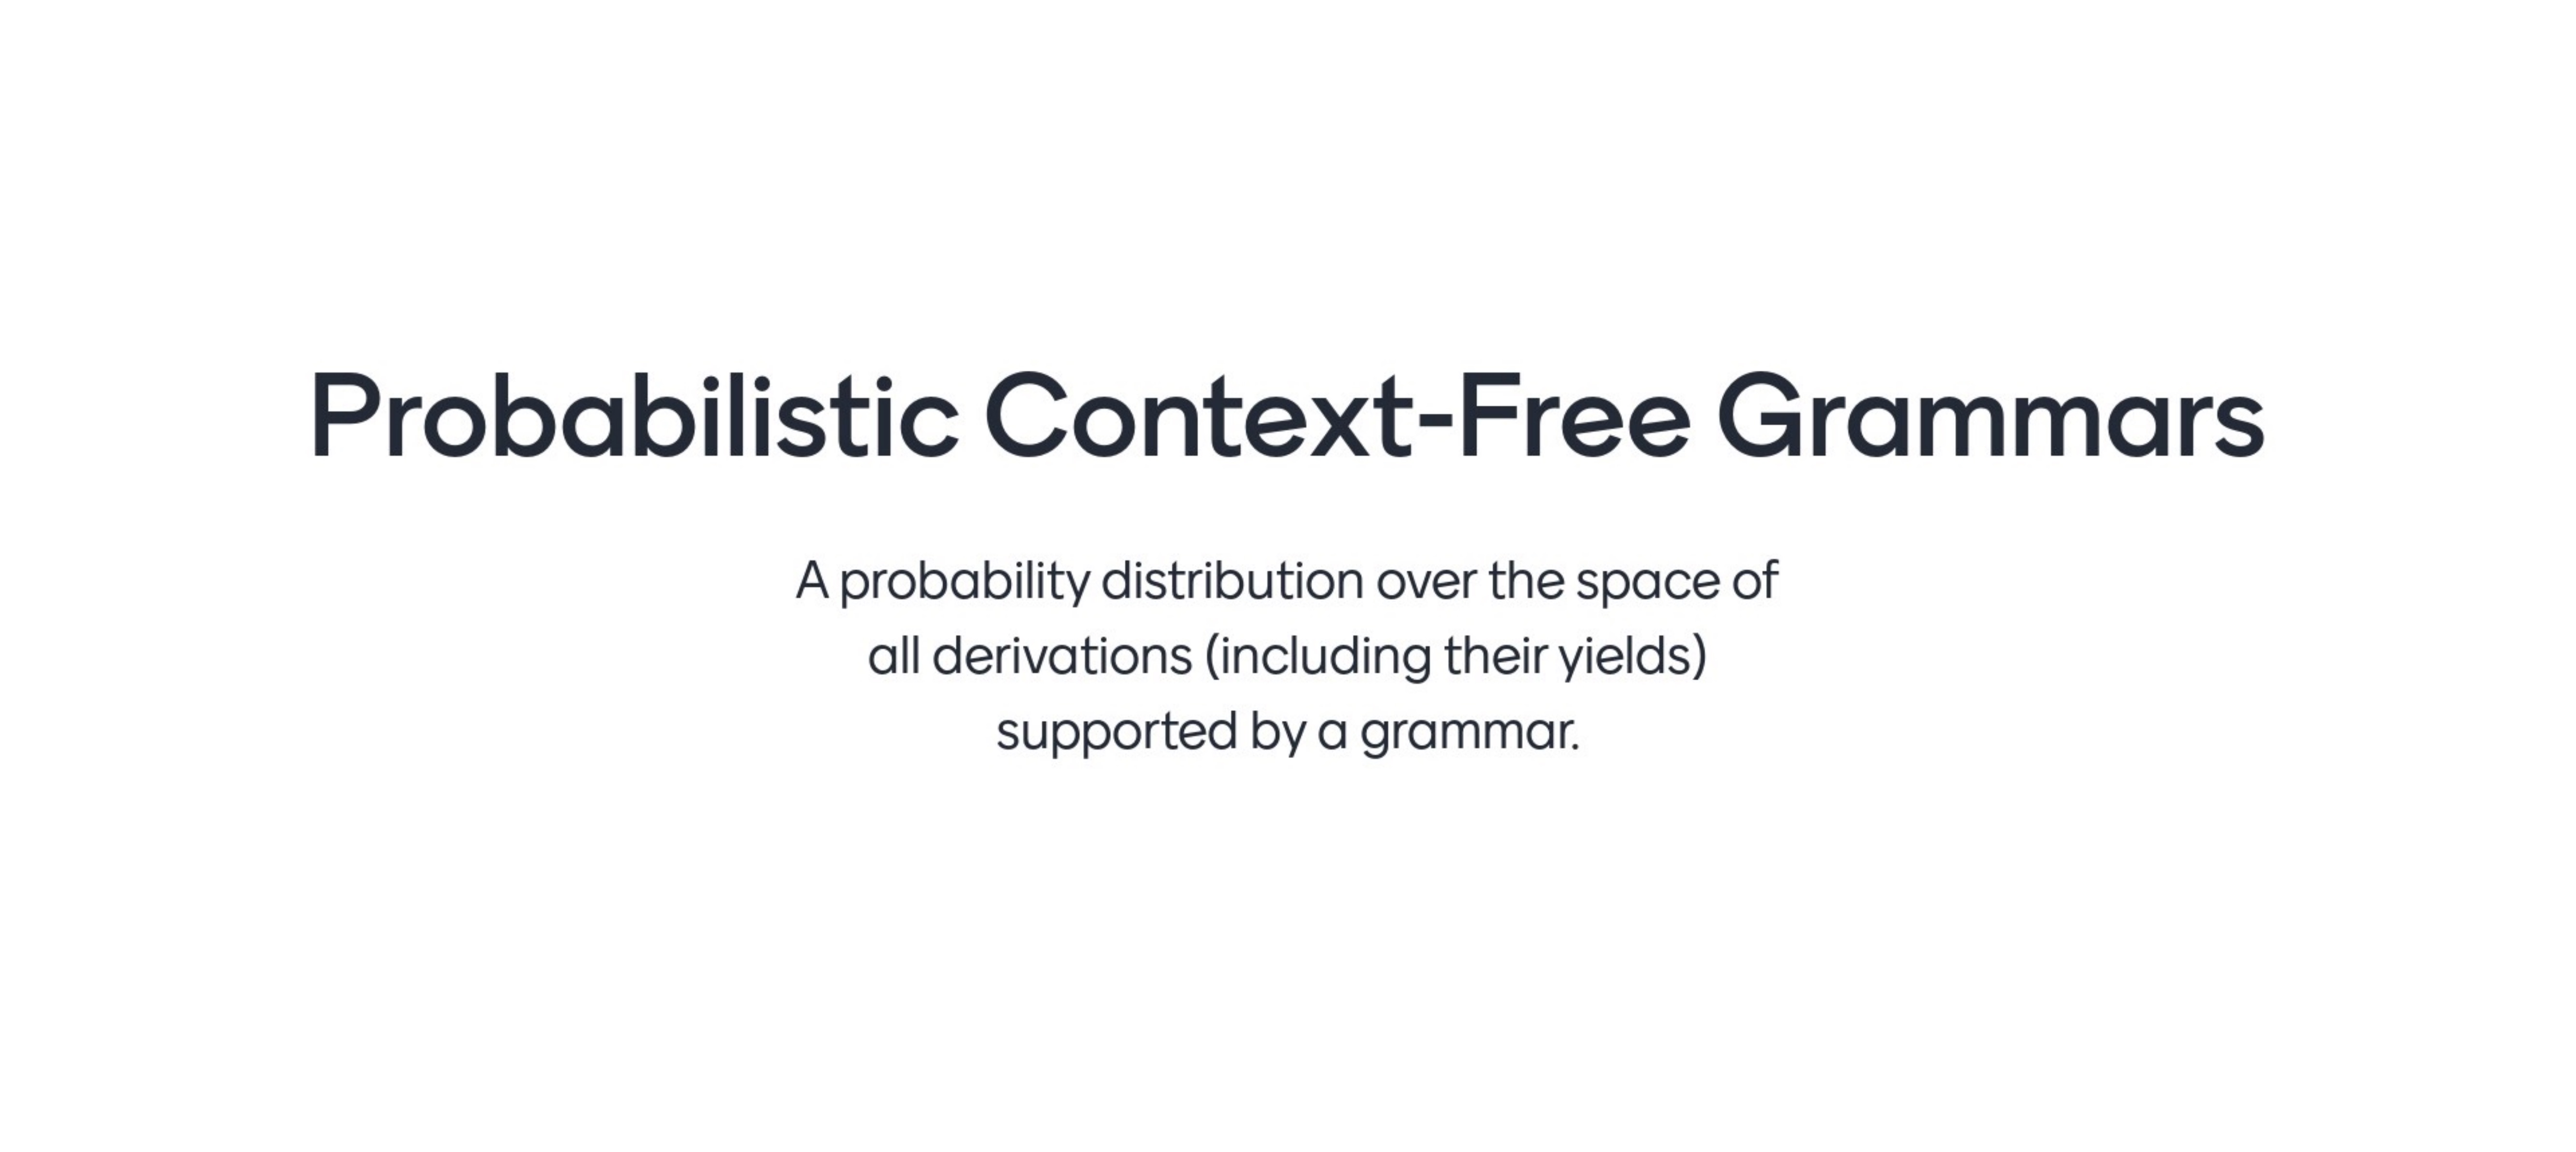 Probabilistic Context-Free Grammars
A probability distribution over the space of
all derivations (including their yields)
supported by a grammar.